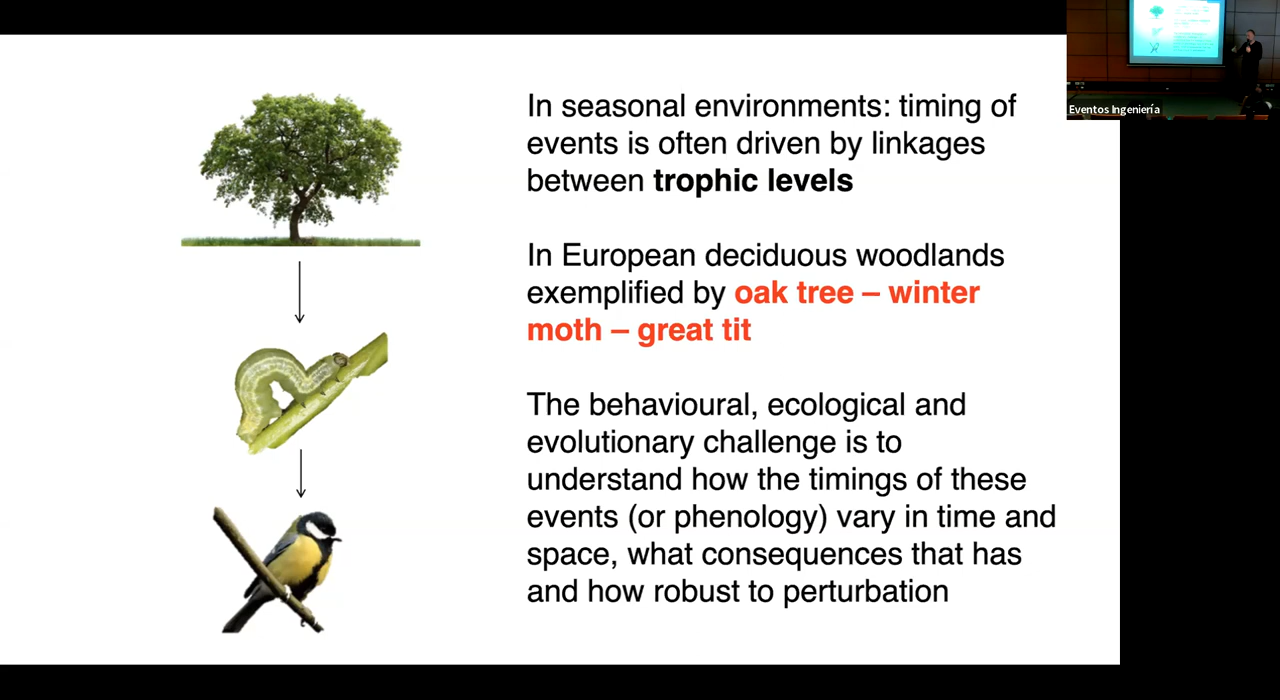 In seasonal environments: timing of
events is often driven by linkages
between trophic levels
In European deciduous woodlands
exemplified by oak tree – winter
moth – great tit
The behavioural, ecological and
evolutionary challenge is to
understand how the timings of these
events (or phenology) vary in time and
space, what consequences that has
and how robust to perturbation
Eventos Ingeniería